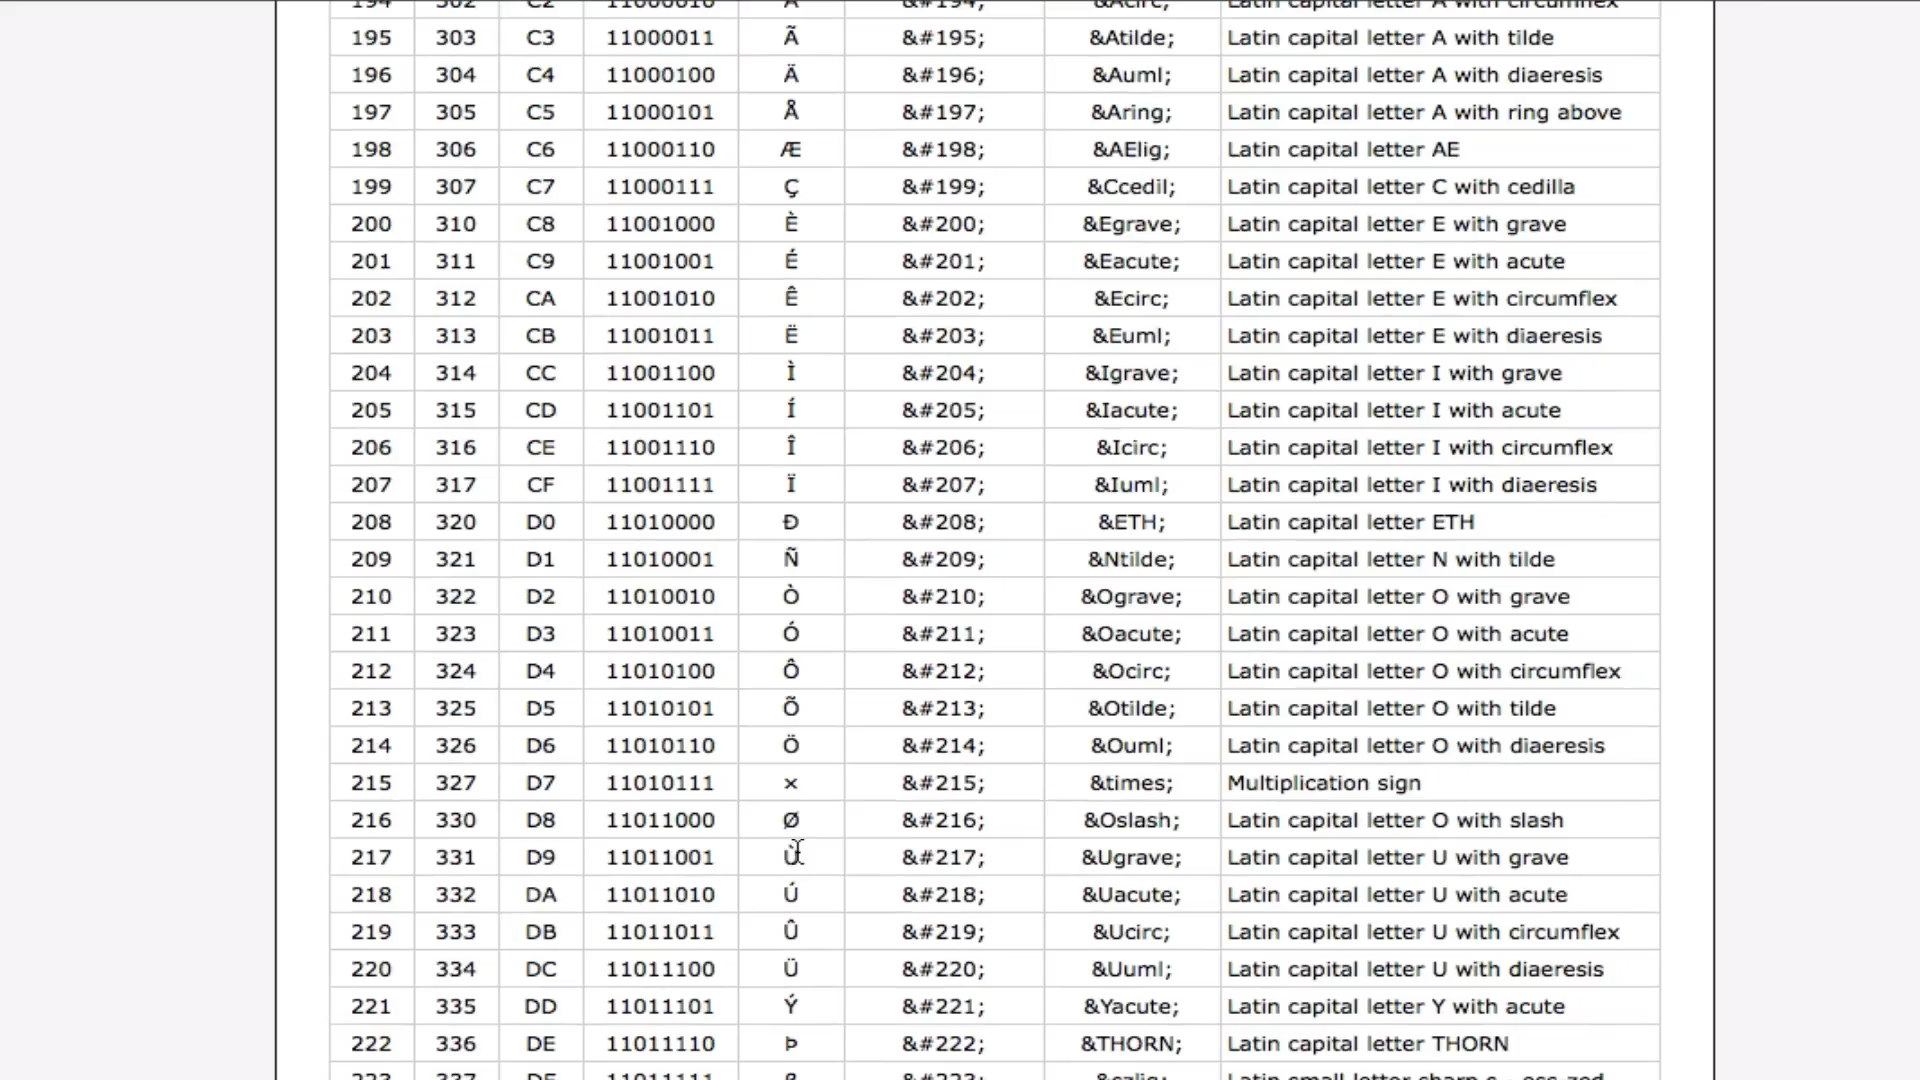 194 302 C2 11000010 Â &#194; &Acirc; Latin capital letter A with circumflex
195 303 C3 11000011 Ã &#195; &Atilde; Latin capital letter A with tilde
196 304 C4 11000100 Ä &#196; &Auml; Latin capital letter A with diaeresis
197 305 C5 11000101 Å &#197; &Aring; Latin capital letter A with ring above
198 306 C6 11000110 Æ &#198; &AElig; Latin capital letter AE
199 307 C7 11000111 Ç &#199; &Ccedil; Latin capital letter C with cedilla
200 310 C8 11001000 È &#200; &Egrave; Latin capital letter E with grave
201 311 C9 11001001 É &#201; &Eacute; Latin capital letter E with acute
202 312 CA 11001010 Ê &#202; &Ecirc; Latin capital letter E with circumflex
203 313 CB 11001011 Ë &#203; &Euml; Latin capital letter E with diaeresis
204 314 CC 11001100 Ì &#204; &Igrave; Latin capital letter I with grave
205 315 CD 11001101 Í &#205; &Iacute; Latin capital letter I with acute
206 316 CE 11001110 Î &#206; &Icirc; Latin capital letter I with circumflex
207 317 CF 11001111 Ï &#207; &Iuml; Latin capital letter I with diaeresis
208 320 D0 11010000 Ð &#208; &ETH; Latin capital letter ETH
209 321 D1 11010001 Ñ &#209; &Ntilde; Latin capital letter N with tilde
210 322 D2 11010010 Ò &#210; &Ograve; Latin capital letter O with grave
211 323 D3 11010011 Ó &#211; &Oacute; Latin capital letter O with acute
212 324 D4 11010100 Ô &#212; &Ocirc; Latin capital letter O with circumflex
213 325 D5 11010101 Õ &#213; &Otilde; Latin capital letter O with tilde
214 326 D6 11010110 Ö &#214; &Ouml; Latin capital letter O with diaeresis
215 327 D7 11010111 × &#215; &times; Multiplication sign
216 330 D8 11011000 Ø &#216; &Oslash; Latin capital letter O with slash
217 331 D9 11011001 Ù &#217; &Ugrave; Latin capital letter U with grave
218 332 DA 11011010 Ú &#218; &Uacute; Latin capital letter U with acute
219 333 DB 11011011 Û &#219; &Ucirc; Latin capital letter U with circumflex
220 334 DC 11011100 Ü &#220; &Uuml; Latin capital letter U with diaeresis
221 335 DD 11011101 Ý &#221; &Yacute; Latin capital letter Y with acute
222 336 DE 11011110 Þ &#222; &THORN; Latin capital letter THORN
223 337 DF 11011111 ß &#223; &szlig; Latin small letter sharp s - ess-zed